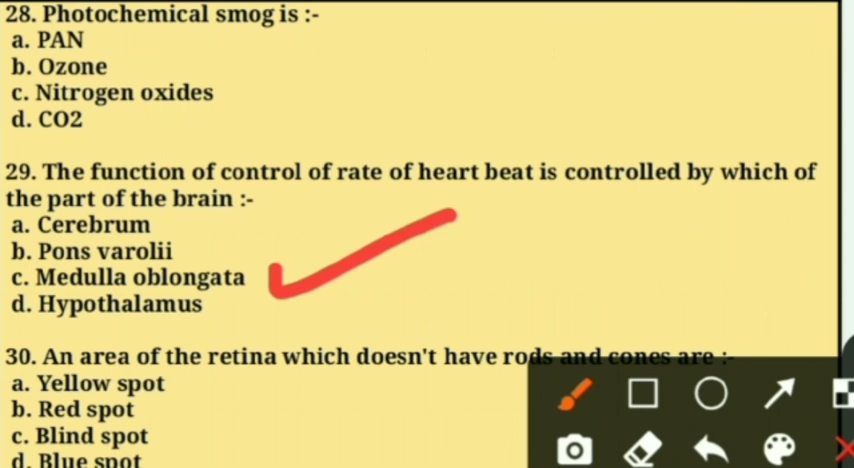 28. Photochemical smog is :-
a. PAN
b. Ozone
c. Nitrogen oxides
d. CO2
29. The function of control of rate of heart beat is controlled by which of
the part of the brain :-
a. Cerebrum
b. Pons varolii
c. Medulla oblongata
d. Hypothalamus
30. An area of the retina which doesn't have rods and cones are :-
a. Yellow spot
b. Red spot
c. Blind spot
d. Blue spot